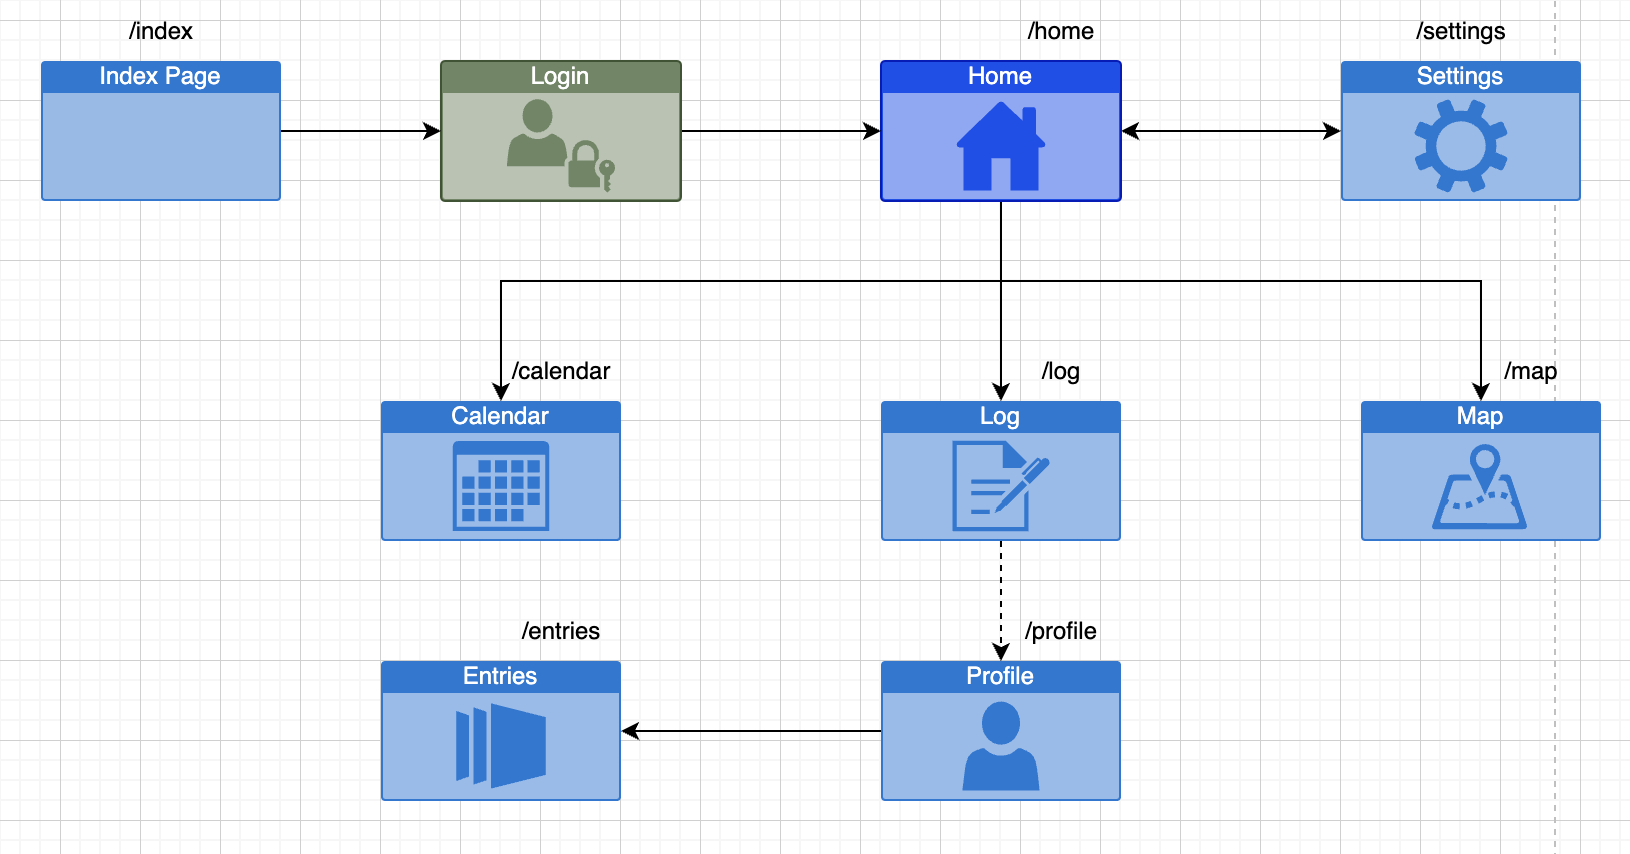 /index
/home
/settings
Index Page
Login
Home
Settings
/calendar
/log
/map
Calendar
Log
Map
/entries
/profile
Entries
Profile